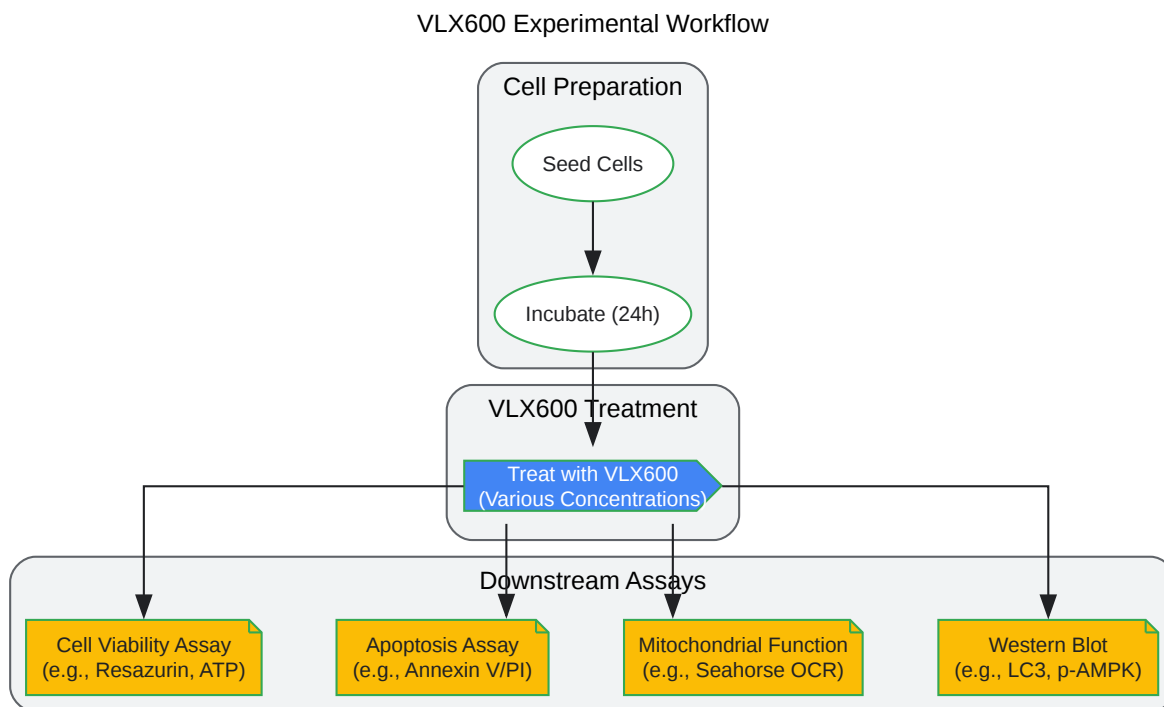 VLX600 Experimental Workflow
Cell Preparation
Seed Cells
Incubate (24h)
VLX600 Treatment
Treat with VLX600
(Various Concentrations)
Downstream Assays
Cell Viability Assay
(e.g., Resazurin, ATP)
Apoptosis Assay
(e.g., Annexin V/PI)
Mitochondrial Function
(e.g., Seahorse OCR)
Western Blot
(e.g., LC3, p-AMPK)